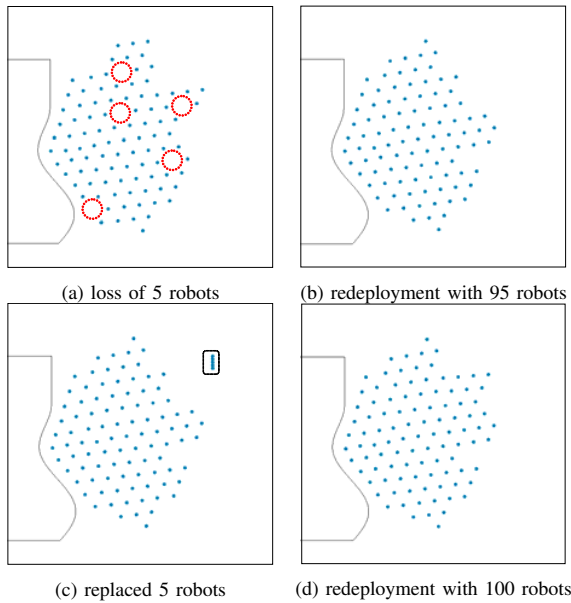 (a) loss of 5 robots
(b) redeployment with 95 robots
(c) replaced 5 robots
(d) redeployment with 100 robots